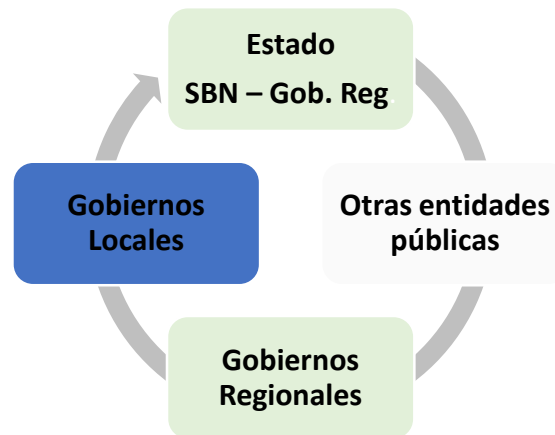 Estado
SBN – Gob. Reg.
Otras entidades
públicas
Gobiernos
Regionales
Gobiernos
Locales